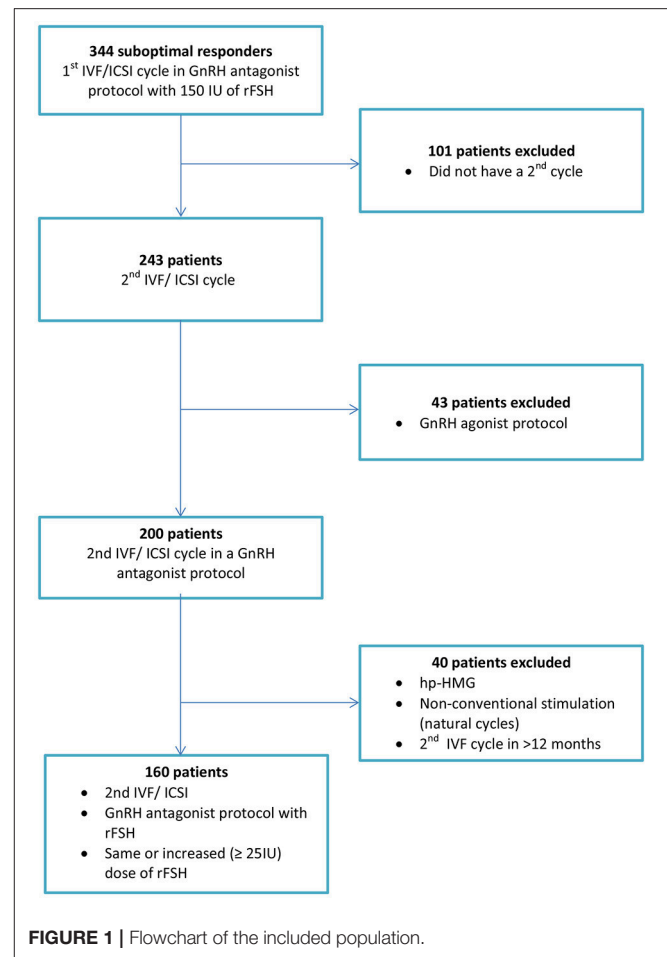 344 suboptimal responders
1st IVF/ICSI cycle in GnRH antagonist
protocol with 150 IU of rFSH
101 patients excluded
• Did not have a 2nd cycle
243 patients
2nd IVF/ ICSI cycle
43 patients excluded
• GnRH agonist protocol
200 patients
2nd IVF/ ICSI cycle in a GnRH
antagonist protocol
40 patients excluded
• hp-HMG
• Non-conventional stimulation
(natural cycles)
• 2nd IVF cycle in >12 months
160 patients
• 2nd IVF/ ICSI
• GnRH antagonist protocol with
rFSH
• Same or increased (≥ 25IU)
dose of rFSH
FIGURE 1 | Flowchart of the included population.